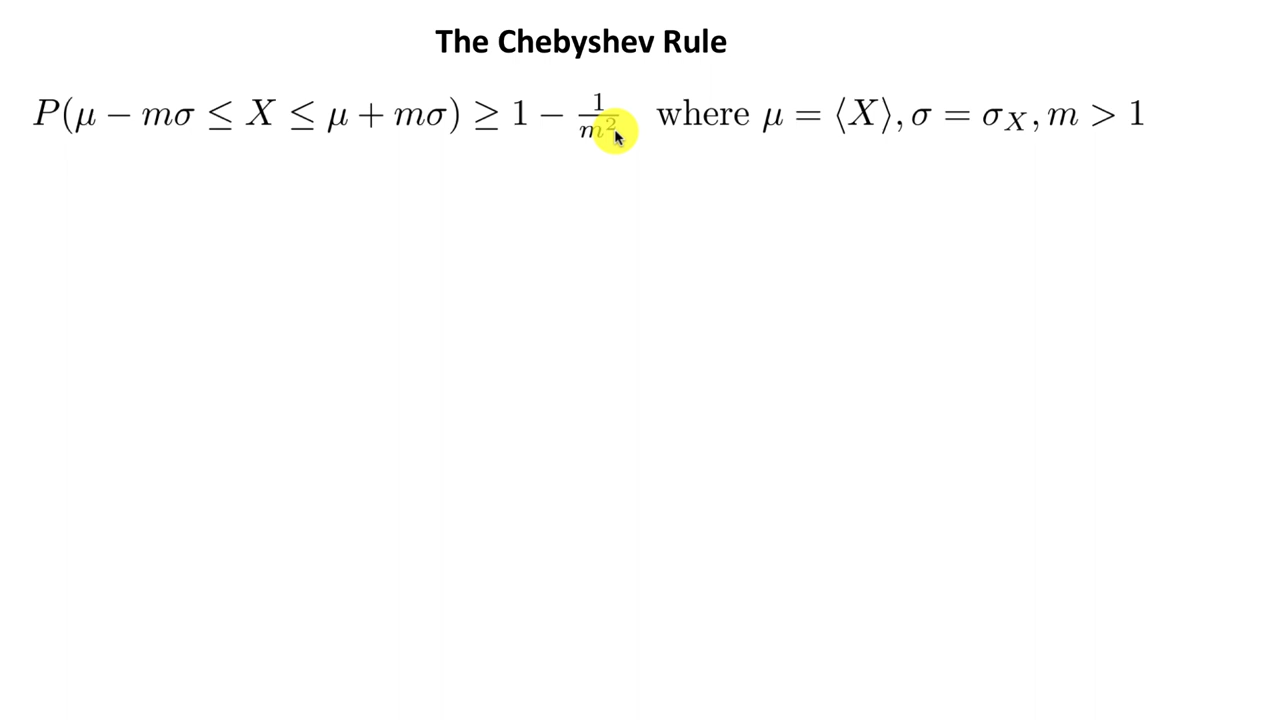 The Chebyshev Rule
P(μ − mσ ≤ X ≤ μ + mσ) ≥ 1 − 1/m² where μ = ⟨X⟩, σ = σ_X, m > 1